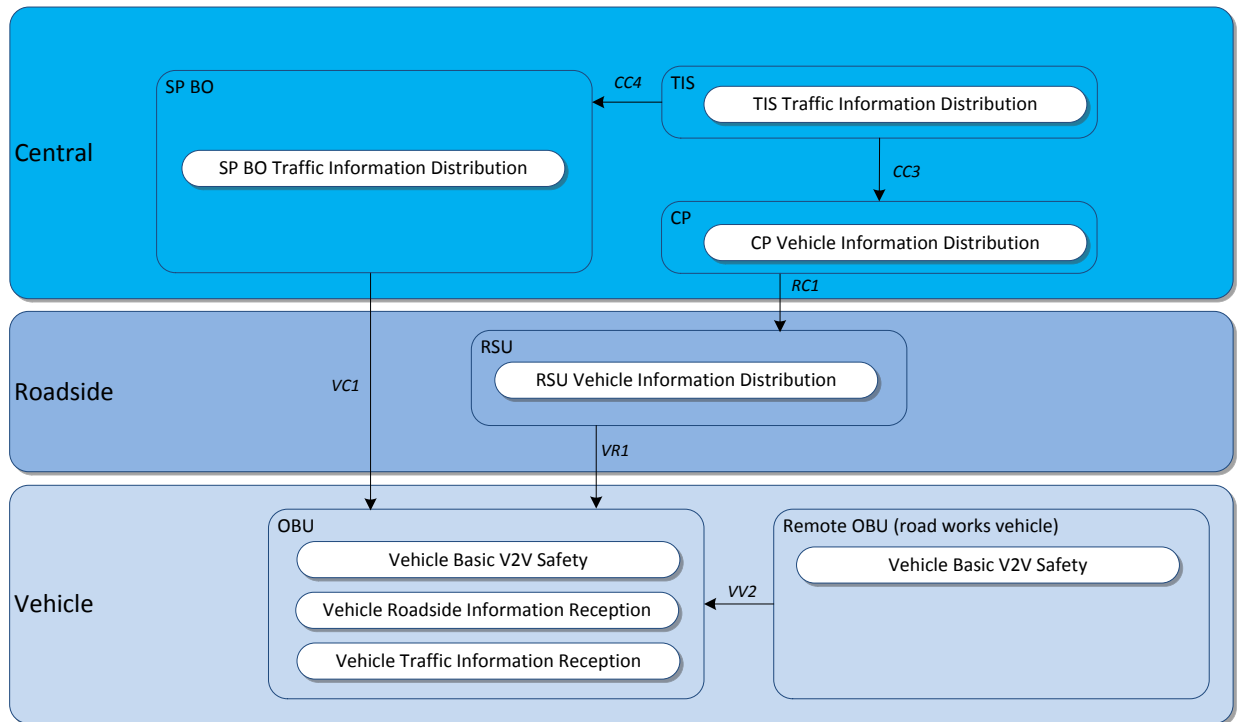 Central
SP BO
SP BO Traffic Information Distribution
CC4
TIS
TIS Traffic Information Distribution
CC3
CP
CP Vehicle Information Distribution
RC1
Roadside
VC1
RSU
RSU Vehicle Information Distribution
VR1
Vehicle
OBU
Vehicle Basic V2V Safety
Vehicle Roadside Information Reception
Vehicle Traffic Information Reception
VV2
Remote OBU (road works vehicle)
Vehicle Basic V2V Safety